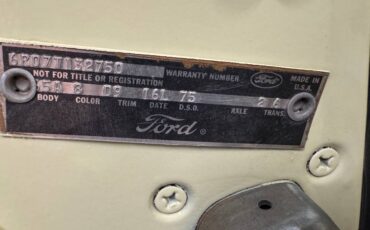 6R07T132750
NOT FOR TITLE OR REGISTRATION
WARRANTY NUMBER
Ford
MADE IN
U.S.A.
8 09 16L 75 2 6
BODY COLOR TRIM DATE D.S.O. AXLE TRANS.
Ford ®